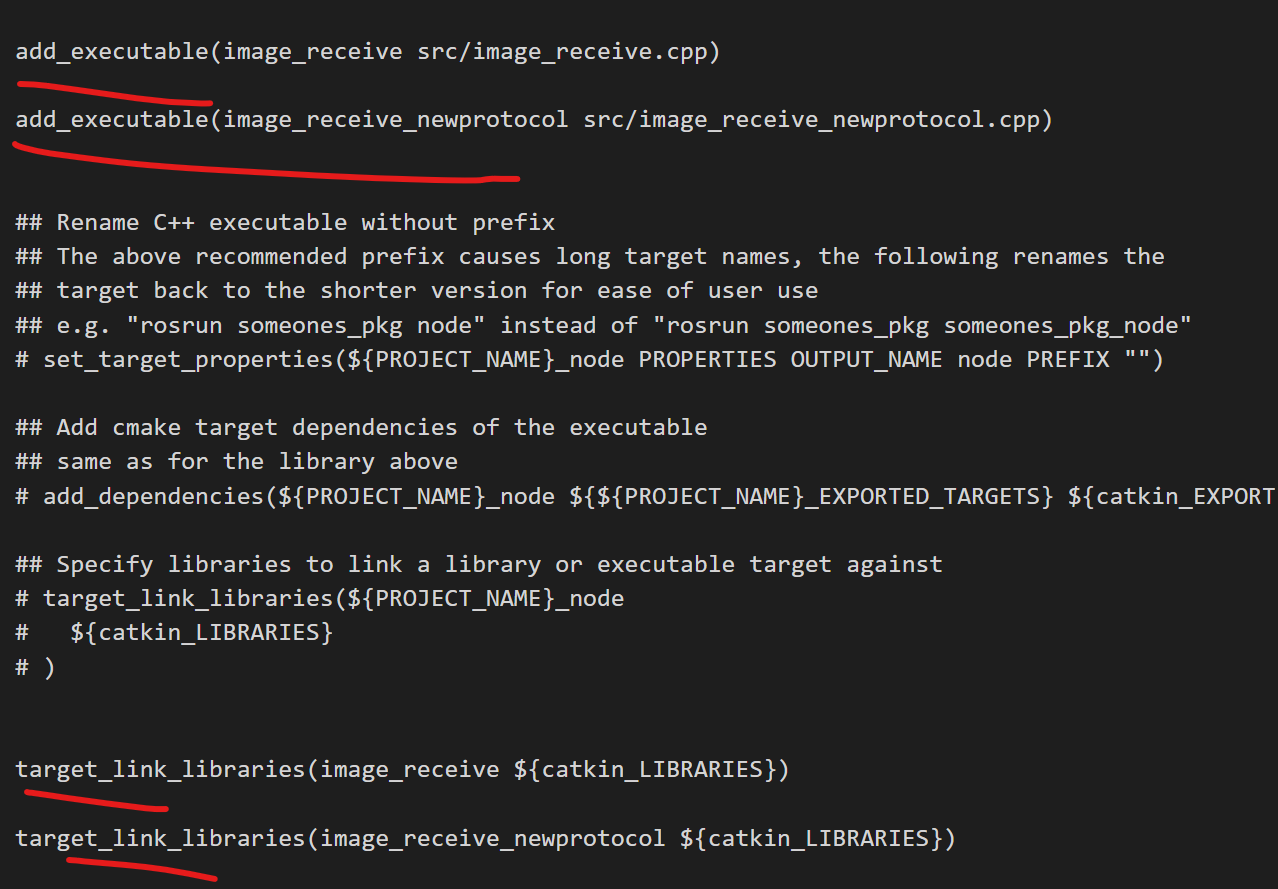 add_executable(image_receive src/image_receive.cpp)
add_executable(image_receive_newprotocol src/image_receive_newprotocol.cpp)
## Rename C++ executable without prefix
## The above recommended prefix causes long target names, the following renames the
## target back to the shorter version for ease of user use
## e.g. "rosrun someones_pkg node" instead of "rosrun someones_pkg someones_pkg_node"
# set_target_properties(${PROJECT_NAME}_node PROPERTIES OUTPUT_NAME node PREFIX "")
## Add cmake target dependencies of the executable
## same as for the library above
# add_dependencies(${PROJECT_NAME}_node ${${PROJECT_NAME}_EXPORTED_TARGETS} ${catkin_EXPORT
## Specify libraries to link a library or executable target against
# target_link_libraries(${PROJECT_NAME}_node
#   ${catkin_LIBRARIES}
# )
target_link_libraries(image_receive ${catkin_LIBRARIES})
target_link_libraries(image_receive_newprotocol ${catkin_LIBRARIES})